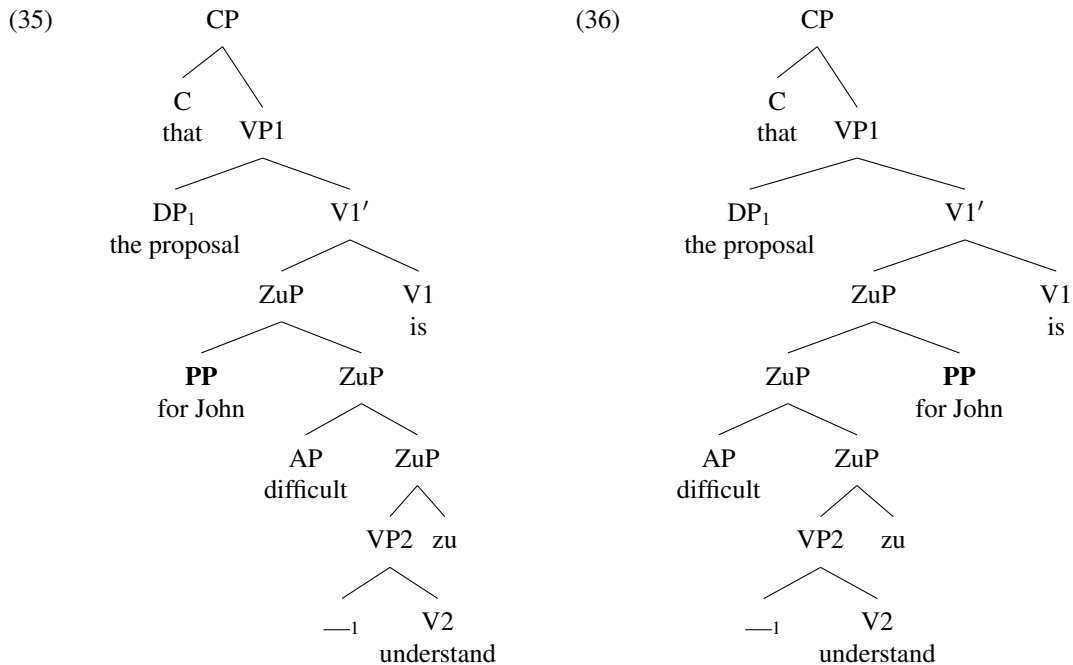 (35) CP (36) CP
C C
that VP1 that VP1
DP₁ V1′ DP₁ V1′
the proposal the proposal
ZuP V1 ZuP V1
is is
PP ZuP ZuP PP
for John for John
AP ZuP AP ZuP
difficult difficult
VP2 zu VP2 zu
—₁ V2 —₁ V2
understand understand